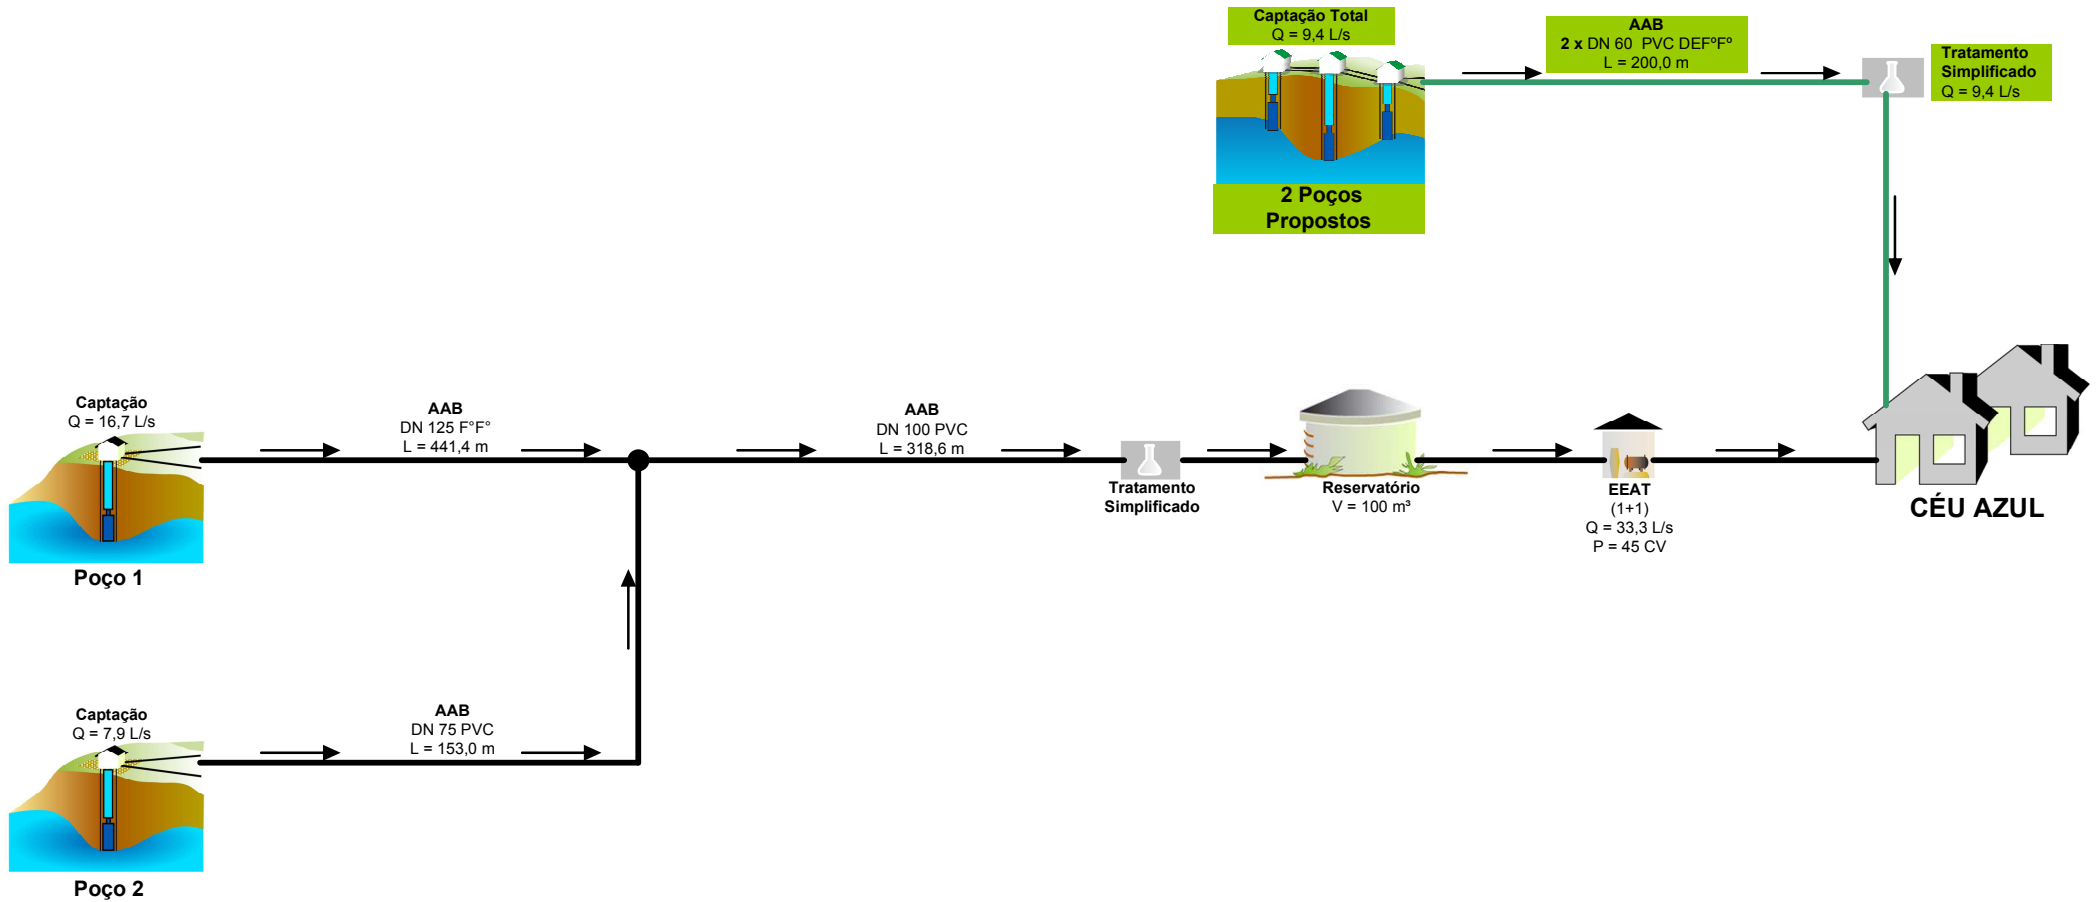 Captação Total
Q = 9,4 L/s
AAB
2 x DN 60 PVC DEFºFº
L = 200,0 m
Tratamento
Simplificado
Q = 9,4 L/s
2 Poços
Propostos
Captação
Q = 16,7 L/s
AAB
DN 125 F°F°
L = 441,4 m
AAB
DN 100 PVC
L = 318,6 m
Tratamento
Simplificado
Reservatório
V = 100 m³
EEAT
(1+1)
Q = 33,3 L/s
P = 45 CV
CÉU AZUL
Poço 1
Captação
Q = 7,9 L/s
AAB
DN 75 PVC
L = 153,0 m
Poço 2